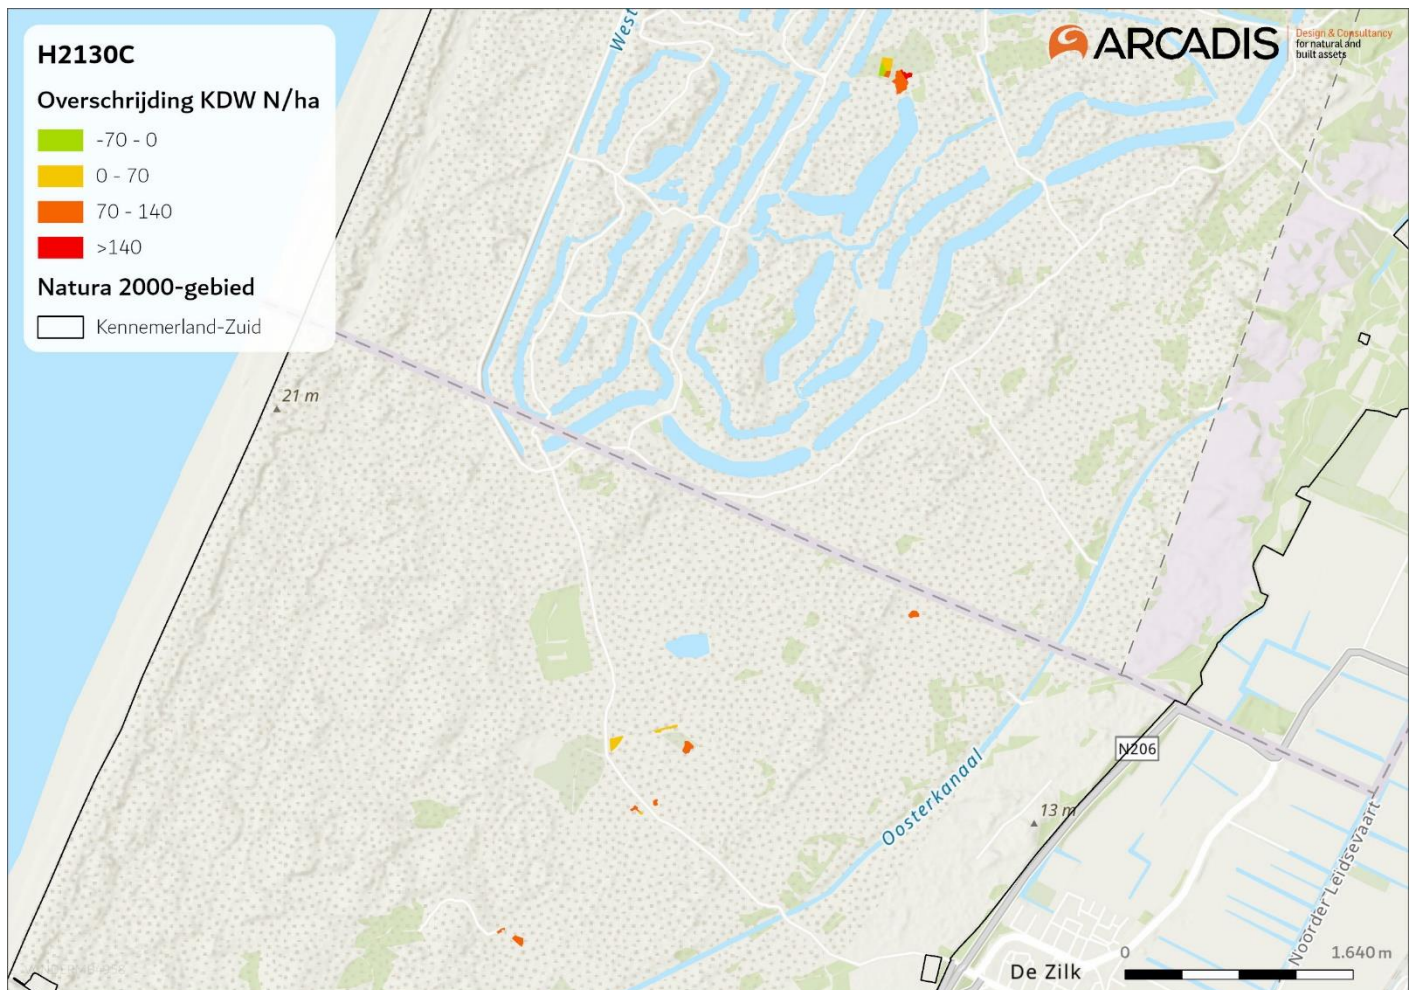 H2130C
Overschrijding KDW N/ha
-70 - 0
0 - 70
70 - 140
>140
Natura 2000-gebied
Kennemerland-Zuid
West
ARCADIS
Design & Consultancy
for natural and
built assets
21 m
N206
Oosterkanaal
13 m
Noorder Leidsevaart
De Zilk
0
1.640 m